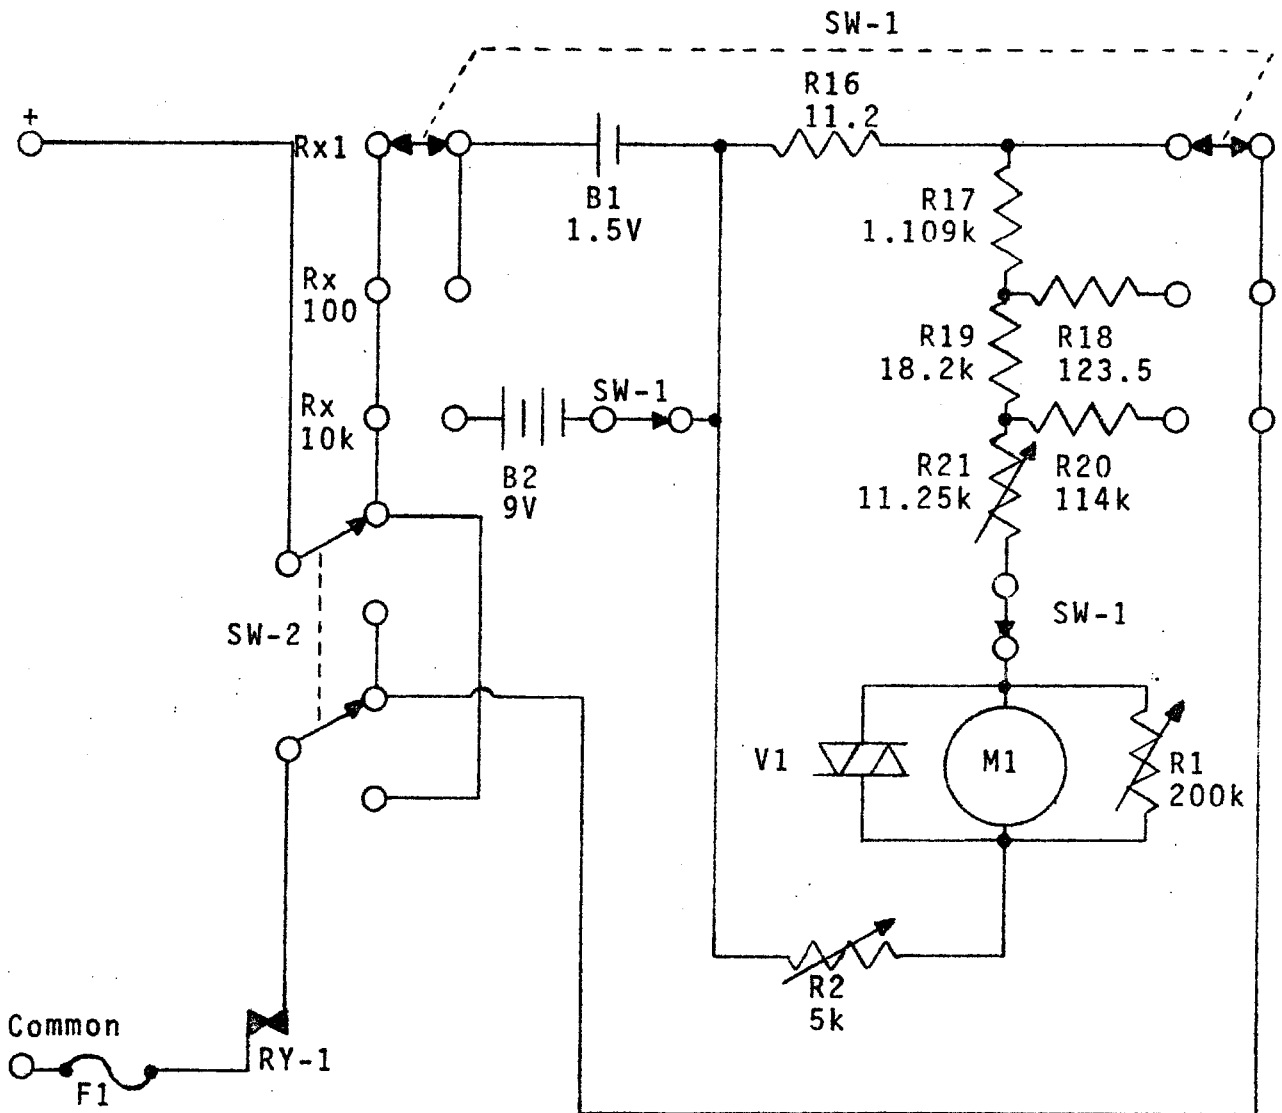 SW-1
R16
11.2
+
Rx1
B1
1.5V
R17
1.109k
Rx
100
R19
18.2k
R18
123.5
SW-1
Rx
10k
B2
9V
R21
11.25k
R20
114k
SW-1
SW-2
V1
M1
R1
200k
R2
5k
Common
F1
RY-1